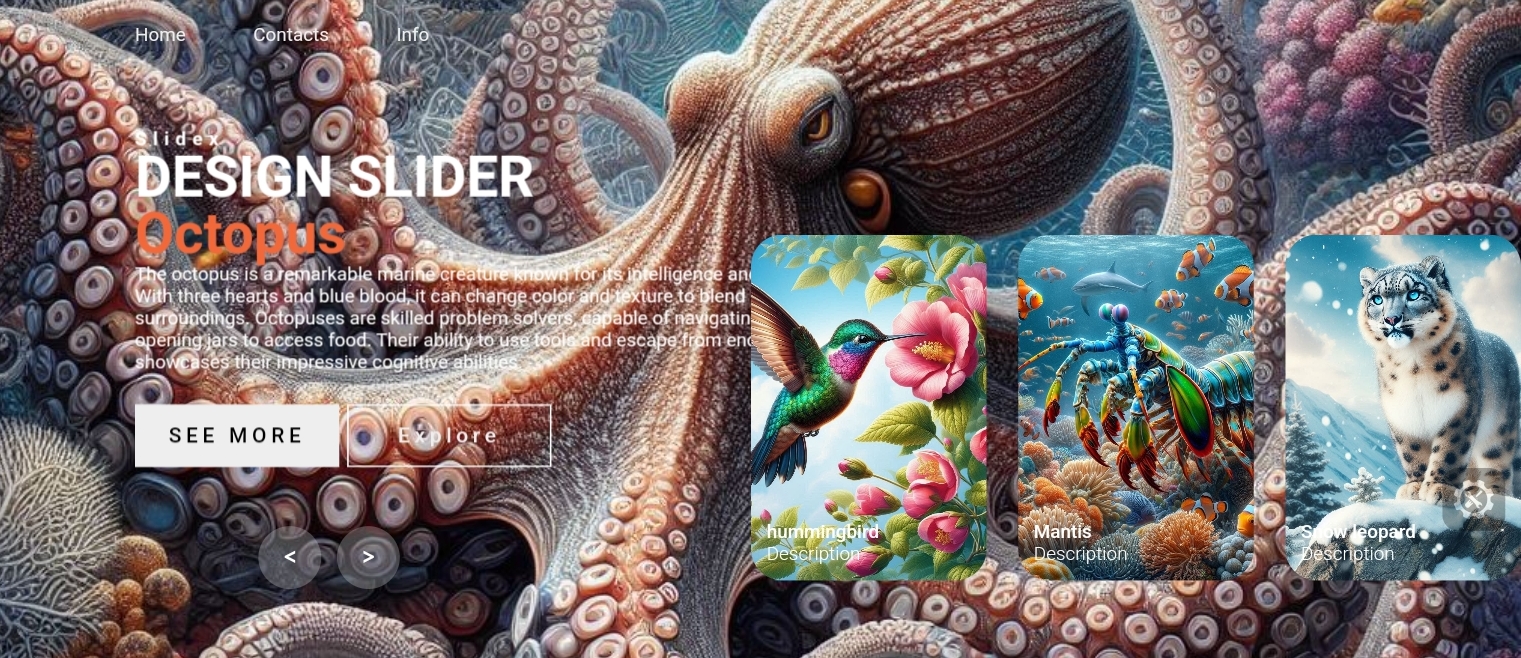 Home Contacts Info
Slidex
DESIGN SLIDER
Octopus
The octopus is a remarkable marine creature known for its intelligence and
With three hearts and blue blood, it can change color and texture to blend
surroundings. Octopuses are skilled problem solvers, capable of
opening jars to access food. Their ability to use tools and escape from
showcases their impressive cognitive abilities.
SEE MORE Explore
< >
hummingbird
Description
Mantis
Description
Snow leopard
Description